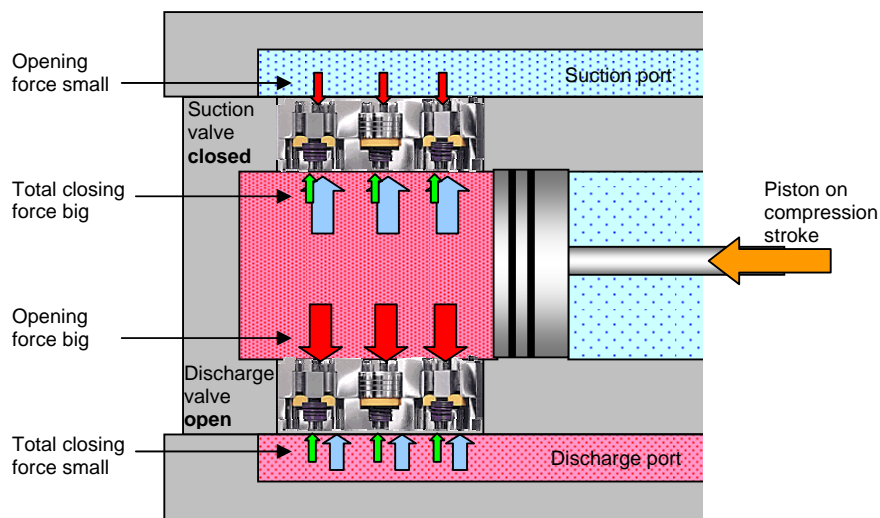 Opening
force small
Suction port
Suction
valve
closed
Total closing
force big
Piston on
compression
stroke
Opening
force big
Discharge
valve
open
Total closing
force small
Discharge port